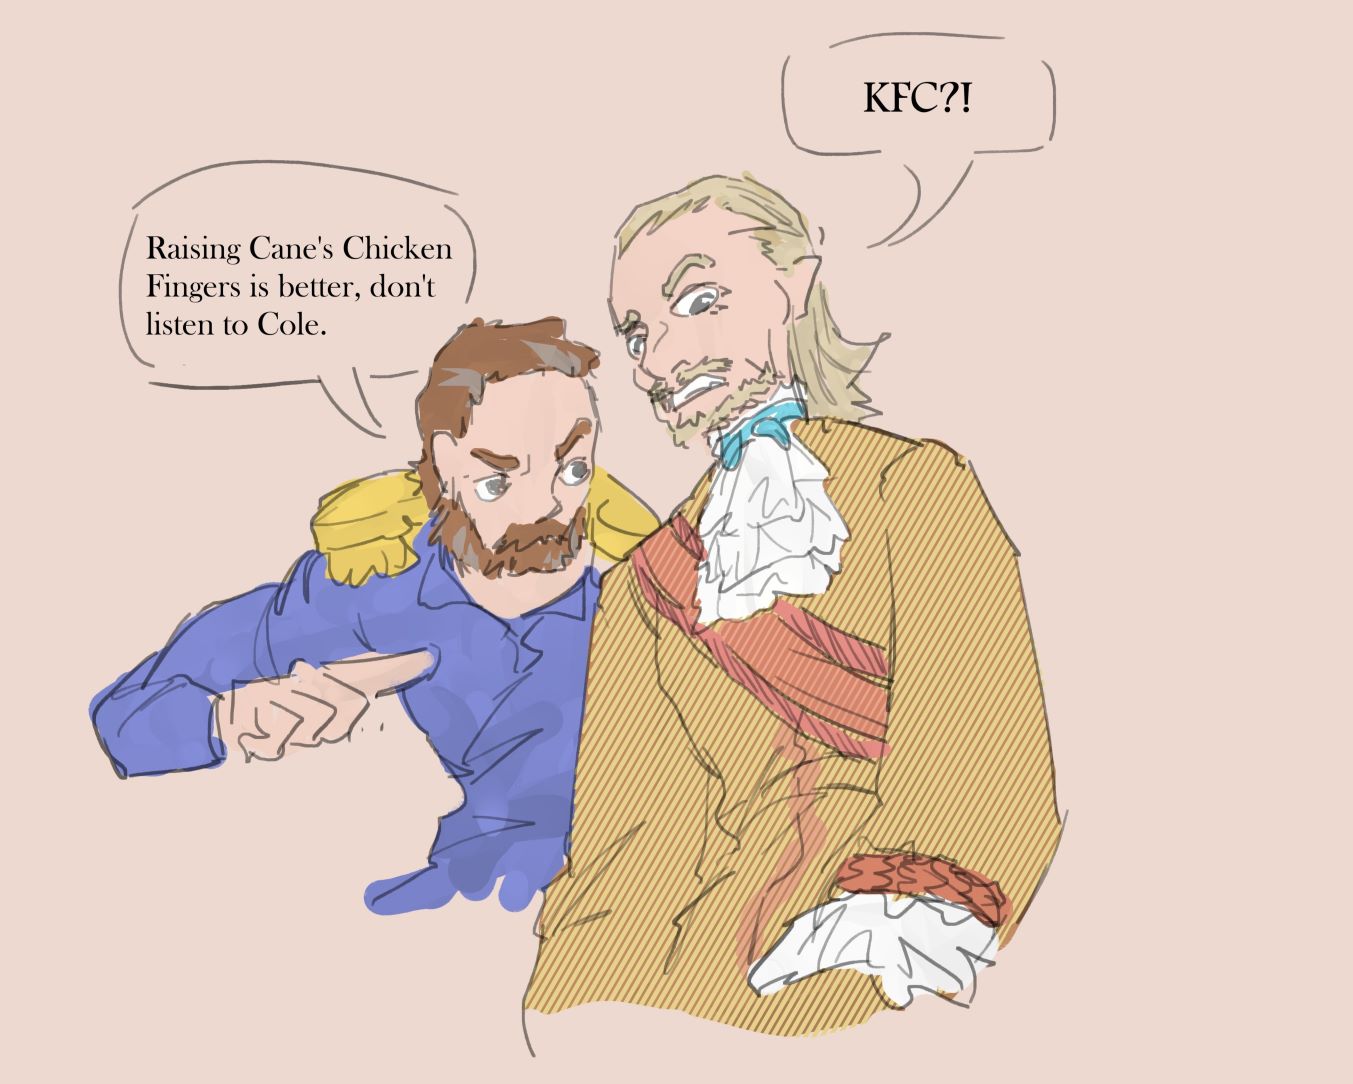 KFC?!
Raising Cane's Chicken
Fingers is better, don't
listen to Cole.